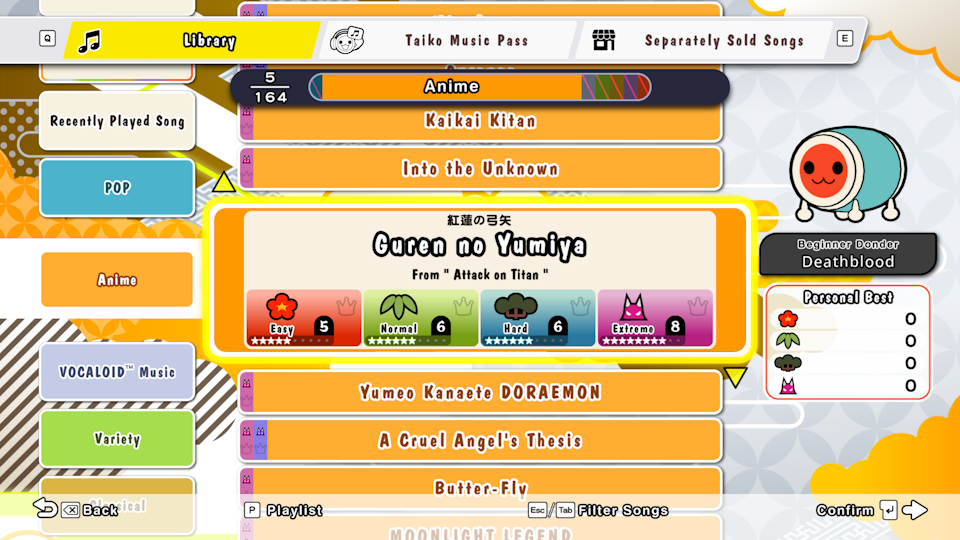 Q
Library
Taiko Music Pass
Separately Sold Songs
E
5
164
Anime
Recently Played Song
POP
Anime
VOCALOID™ Music
Variety
Classical
Kaikai Kitan
Into the Unknown
紅蓮の弓矢
Guren no Yumiya
From " Attack on Titan "
Easy 5
Normal 6
Hard 6
Extreme 8
Yumeo Kanaete DORAEMON
A Cruel Angel's Thesis
Butter-Fly
MOONLIGHT LEGEND
Beginner Donder
Deathblood
Personal Best
0
0
0
0
Back
P Playlist
Esc/Tab Filter Songs
Confirm